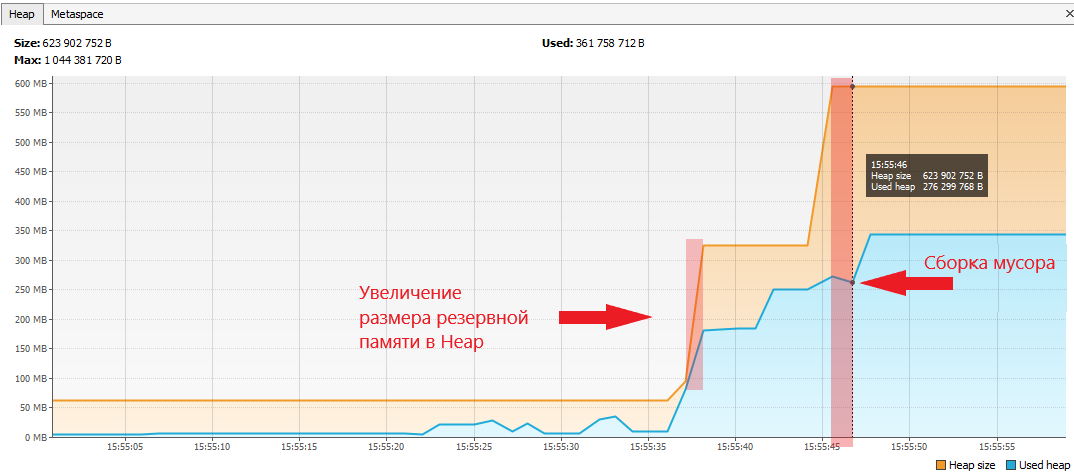 Heap Metaspace
Size: 623 902 752 B Used: 361 758 712 B
Max: 1 044 381 720 B
600 MB
550 MB
500 MB
450 MB
400 MB
350 MB
300 MB
250 MB
200 MB
150 MB
100 MB
50 MB
0 MB
15:55:46
Heap size 623 902 752 B
Used heap 276 299 768 B
Сборка мусора
Увеличение
размера резервной
памяти в Heap
15:55:05 15:55:10 15:55:15 15:55:20 15:55:25 15:55:30 15:55:35 15:55:40 15:55:45 15:55:50 15:55:55
Heap size Used heap